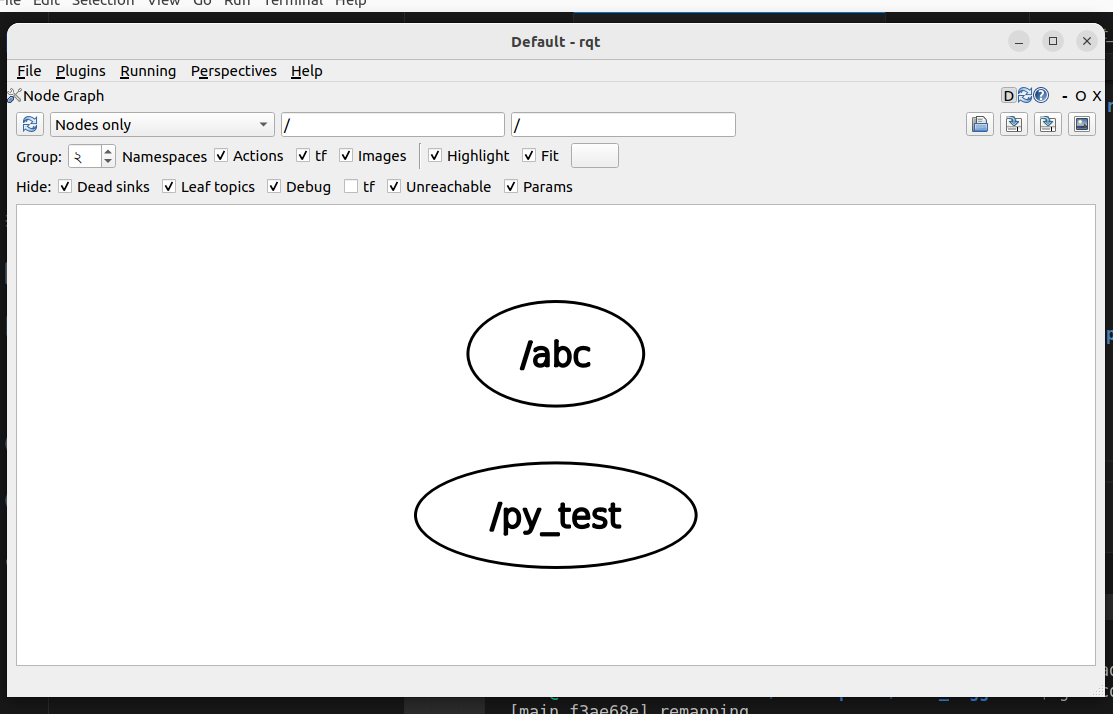 File Edit Selection View Go Run Terminal Help
Default - rqt
File Plugins Running Perspectives Help
Node Graph D - O X
Nodes only / /
Group: २ Namespaces Actions tf Images Highlight Fit
Hide: Dead sinks Leaf topics Debug tf Unreachable Params
/abc
/py_test
[main f3ae68e] remapping